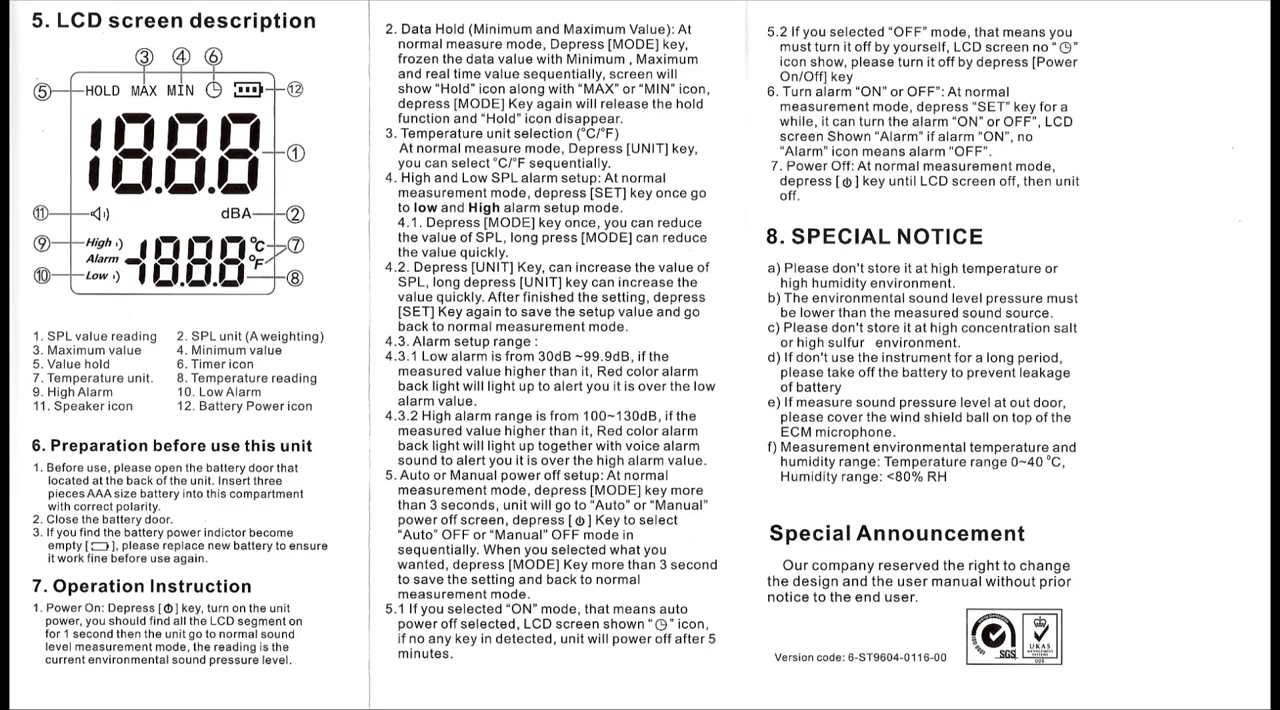 5. LCD screen description
③ ④ ⑥
⑤ HOLD MAX MIN ⑫
188.8 ①
⑪ dBA ②
⑨ High °C ⑦
Alarm -188.8 °F
⑩ Low ⑧
1. SPL value reading 2. SPL unit (A weighting)
3. Maximum value 4. Minimum value
5. Value hold 6. Timer icon
7. Temperature unit. 8. Temperature reading
9. High Alarm 10. Low Alarm
11. Speaker icon 12. Battery Power icon
6. Preparation before use this unit
1. Before use, please open the battery door that
located at the back of the unit. Insert three
pieces AAA size battery into this compartment
with correct polarity.
2. Close the battery door.
3. If you find the battery power indictor become
empty [ ], please replace new battery to ensure
it work fine before use again.
7. Operation Instruction
1. Power On: Depress [⏻] key, turn on the unit
power, you should find all the LCD segment on
for 1 second then the unit go to normal sound
level measurement mode, the reading is the
current environmental sound pressure level.
2. Data Hold (Minimum and Maximum Value): At
normal measure mode, Depress [MODE] key,
frozen the data value with Minimum , Maximum
and real time value sequentially, screen will
show “Hold” icon along with “MAX” or “MIN” icon,
depress [MODE] Key again will release the hold
function and “Hold” icon disappear.
3. Temperature unit selection (°C/°F)
At normal measure mode, Depress [UNIT] key,
you can select °C/°F sequentially.
4. High and Low SPL alarm setup: At normal
measurement mode, depress [SET] key once go
to low and High alarm setup mode.
4.1. Depress [MODE] key once, you can reduce
the value of SPL, long press [MODE] can reduce
the value quickly.
4.2. Depress [UNIT] Key, can increase the value of
SPL, long depress [UNIT] key can increase the
value quickly. After finished the setting, depress
[SET] Key again to save the setup value and go
back to normal measurement mode.
4.3. Alarm setup range :
4.3.1 Low alarm is from 30dB ~99.9dB, if the
measured value higher than it, Red color alarm
back light will light up to alert you it is over the low
alarm value.
4.3.2 High alarm range is from 100~130dB, if the
measured value higher than it, Red color alarm
back light will light up together with voice alarm
sound to alert you it is over the high alarm value.
5. Auto or Manual power off setup: At normal
measurement mode, depress [MODE] key more
than 3 seconds, unit will go to “Auto” or “Manual”
power off screen, depress [⏻] Key to select
“Auto” OFF or “Manual” OFF mode in
sequentially. When you selected what you
wanted, depress [MODE] Key more than 3 second
to save the setting and back to normal
measurement mode.
5.1 If you selected “ON” mode, that means auto
power off selected, LCD screen shown “◷” icon,
if no any key in detected, unit will power off after 5
minutes.
5.2 If you selected “OFF” mode, that means you
must turn it off by yourself, LCD screen no “◷”
icon show, please turn it off by depress [Power
On/Off] key
6. Turn alarm “ON” or OFF”: At normal
measurement mode, depress “SET” key for a
while, it can turn the alarm “ON” or OFF”, LCD
screen Shown “Alarm” if alarm “ON”, no
“Alarm” icon means alarm “OFF”.
7. Power Off: At normal measurement mode,
depress [⏻] key until LCD screen off, then unit
off.
8. SPECIAL NOTICE
a) Please don't store it at high temperature or
high humidity environment.
b) The environmental sound level pressure must
be lower than the measured sound source.
c) Please don't store it at high concentration salt
or high sulfur environment.
d) If don't use the instrument for a long period,
please take off the battery to prevent leakage
of battery
e) If measure sound pressure level at out door,
please cover the wind shield ball on top of the
ECM microphone.
f) Measurement environmental temperature and
humidity range: Temperature range 0~40 °C,
Humidity range: <80% RH
Special Announcement
Our company reserved the right to change
the design and the user manual without prior
notice to the end user.
Version code: 6-ST9604-0116-00
ISO 9001
SGS
UKAS
MANAGEMENT
SYSTEMS
005